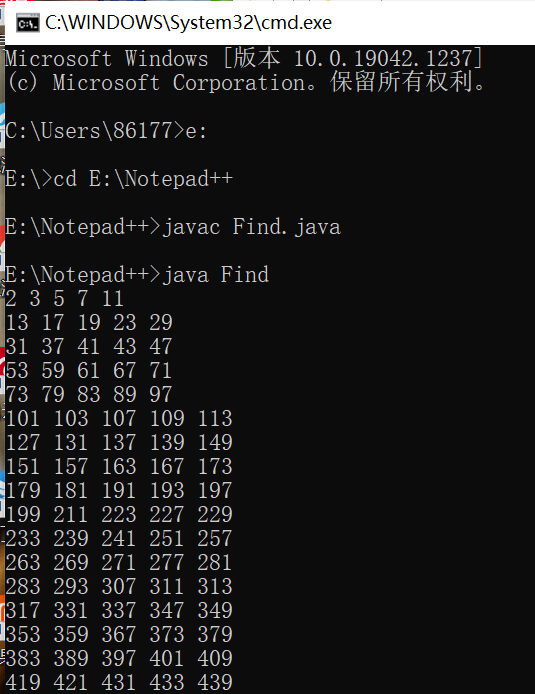 C:\WINDOWS\System32\cmd.exe
Microsoft Windows [版本 10.0.19042.1237]
(c) Microsoft Corporation。保留所有权利。
C:\Users\86177>e:
E:\>cd E:\Notepad++
E:\Notepad++>javac Find.java
E:\Notepad++>java Find
2 3 5 7 11
13 17 19 23 29
31 37 41 43 47
53 59 61 67 71
73 79 83 89 97
101 103 107 109 113
127 131 137 139 149
151 157 163 167 173
179 181 191 193 197
199 211 223 227 229
233 239 241 251 257
263 269 271 277 281
283 293 307 311 313
317 331 337 347 349
353 359 367 373 379
383 389 397 401 409
419 421 431 433 439